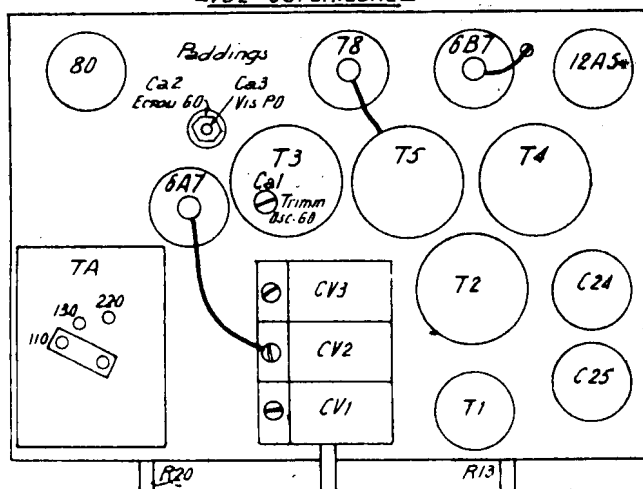 80
Paddings
78
6B7
12A5*
Ca2
Ecrou GO
Ca3
Vis PO
6A7
T3
Ca1
Trimm
Osc. GO
T5
T4
TA
130
220
110
CV3
CV2
CV1
T2
T1
C24
C25
R20
R13